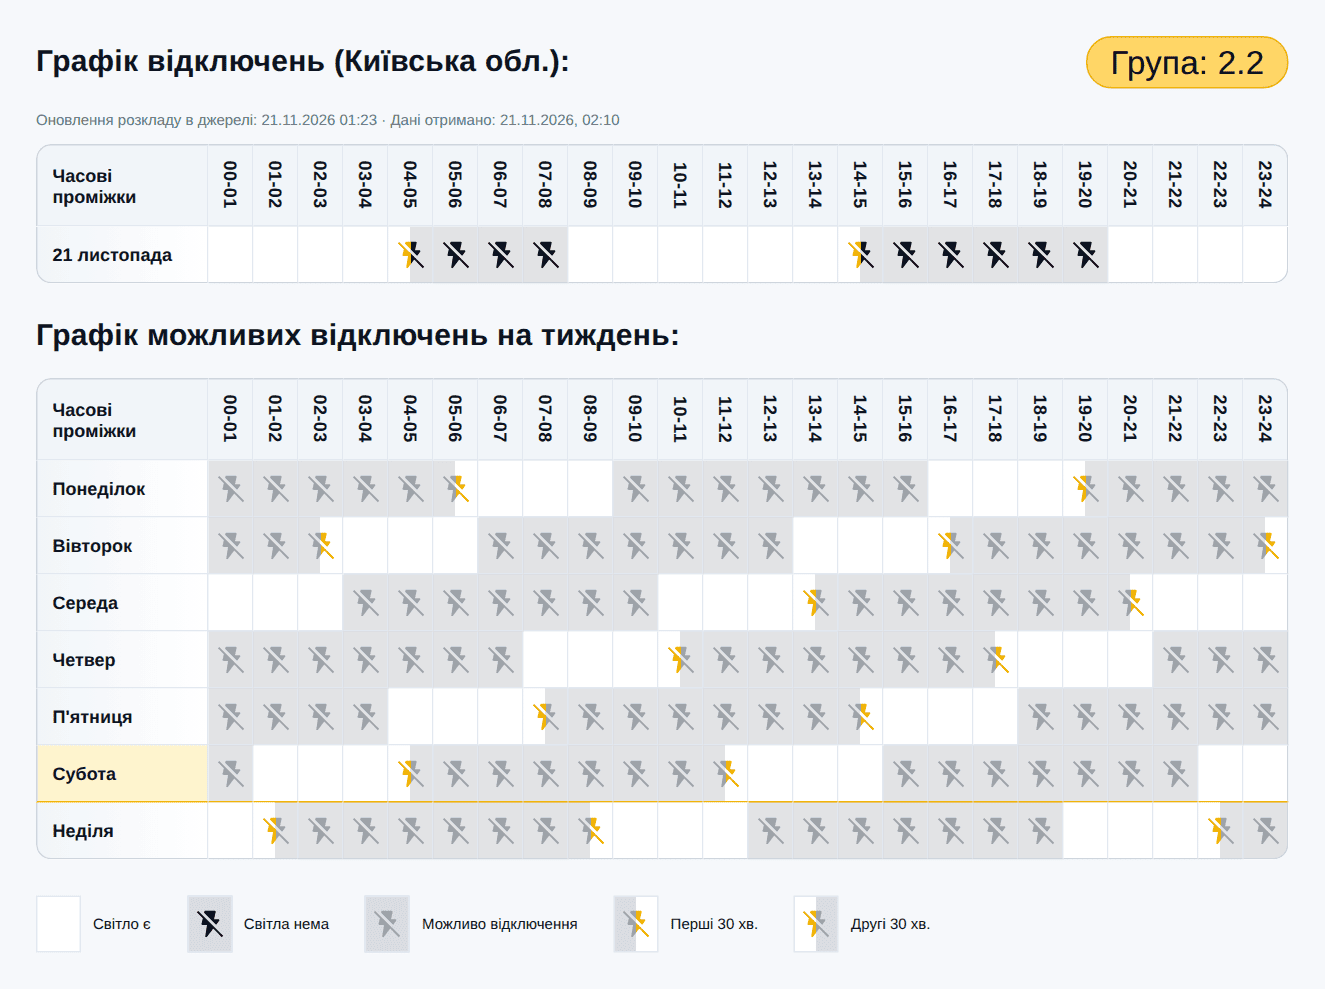 Графік відключень (Київська обл.):
Група: 2.2
Оновлення розкладу в джерелі: 21.11.2026 01:23 · Дані отримано: 21.11.2026, 02:10
Часові
проміжки
00-01 01-02 02-03 03-04 04-05 05-06 06-07 07-08 08-09 09-10 10-11 11-12 12-13 13-14 14-15 15-16 16-17 17-18 18-19 19-20 20-21 21-22 22-23 23-24
21 листопада
Графік можливих відключень на тиждень:
Часові
проміжки
00-01 01-02 02-03 03-04 04-05 05-06 06-07 07-08 08-09 09-10 10-11 11-12 12-13 13-14 14-15 15-16 16-17 17-18 18-19 19-20 20-21 21-22 22-23 23-24
Понеділок
Вівторок
Середа
Четвер
П'ятниця
Субота
Неділя
Світло є
Світла нема
Можливо відключення
Перші 30 хв.
Другі 30 хв.